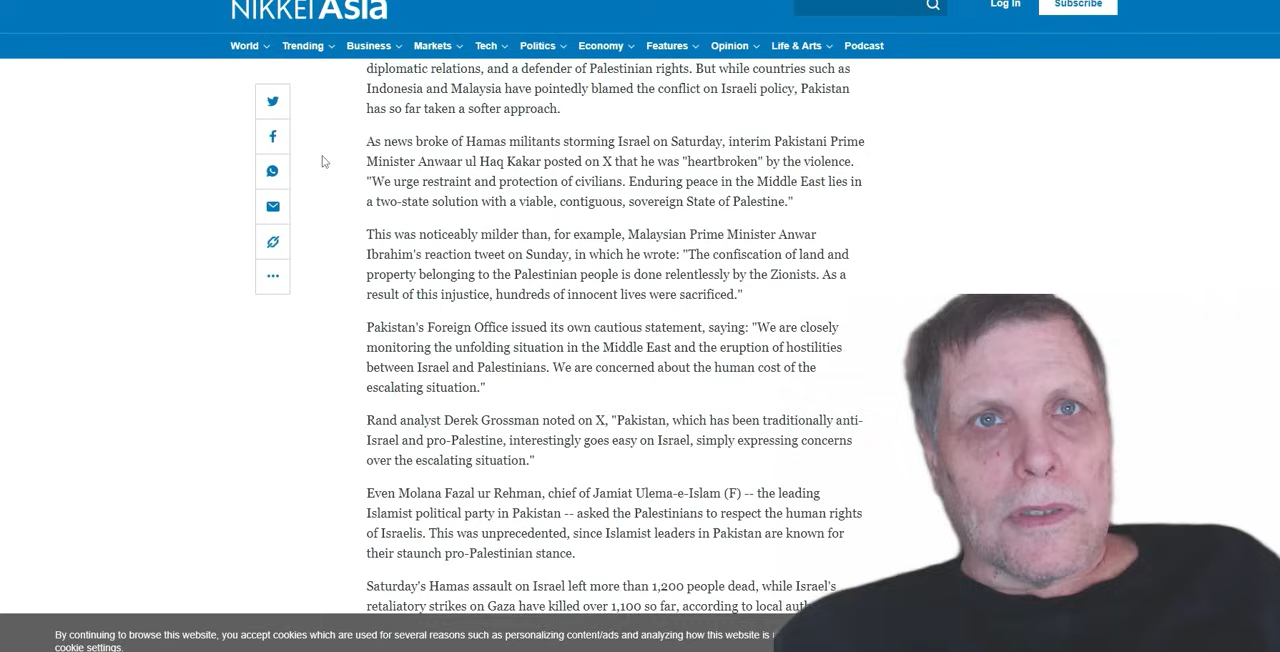 NIKKEI Asia
Log In
Subscribe
World
Trending
Business
Markets
Tech
Politics
Economy
Features
Opinion
Life & Arts
Podcast
diplomatic relations, and a defender of Palestinian rights. But while countries such as
Indonesia and Malaysia have pointedly blamed the conflict on Israeli policy, Pakistan
has so far taken a softer approach.
As news broke of Hamas militants storming Israel on Saturday, interim Pakistani Prime
Minister Anwaar ul Haq Kakar posted on X that he was "heartbroken" by the violence.
"We urge restraint and protection of civilians. Enduring peace in the Middle East lies in
a two-state solution with a viable, contiguous, sovereign State of Palestine."
This was noticeably milder than, for example, Malaysian Prime Minister Anwar
Ibrahim's reaction tweet on Sunday, in which he wrote: "The confiscation of land and
property belonging to the Palestinian people is done relentlessly by the Zionists. As a
result of this injustice, hundreds of innocent lives were sacrificed."
Pakistan's Foreign Office issued its own cautious statement, saying: "We are closely
monitoring the unfolding situation in the Middle East and the eruption of hostilities
between Israel and Palestinians. We are concerned about the human cost of the
escalating situation."
Rand analyst Derek Grossman noted on X, "Pakistan, which has been traditionally anti-
Israel and pro-Palestine, interestingly goes easy on Israel, simply expressing concerns
over the escalating situation."
Even Molana Fazal ur Rehman, chief of Jamiat Ulema-e-Islam (F) -- the leading
Islamist political party in Pakistan -- asked the Palestinians to respect the human rights
of Israelis. This was unprecedented, since Islamist leaders in Pakistan are known for
their staunch pro-Palestinian stance.
Saturday's Hamas assault on Israel left more than 1,200 people dead, while Israel's
retaliatory strikes on Gaza have killed over 1,100 so far, according to local
By continuing to browse this website, you accept cookies which are used for several reasons such as personalizing content/ads and analyzing how this website is
cookie settings.